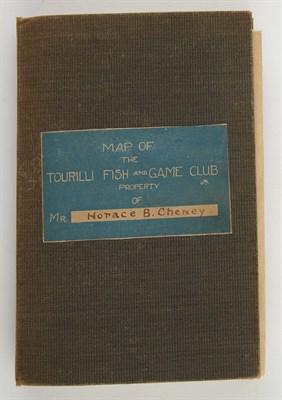 MAP OF
THE
TOURILLI FISH AND GAME CLUB
PROPERTY
OF
MR. Horace B. Cheney